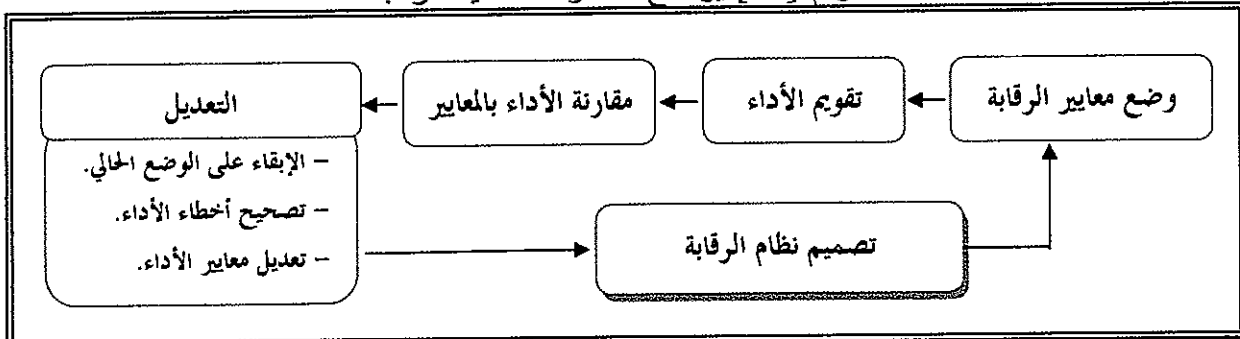 وضع معايير الرقابة
تقويم الأداء
مقارنة الأداء بالمعايير
التعديل
– الإبقاء على الوضع الحالي.
– تصحيح أخطاء الأداء.
– تعديل معايير الأداء.
تصميم نظام الرقابة